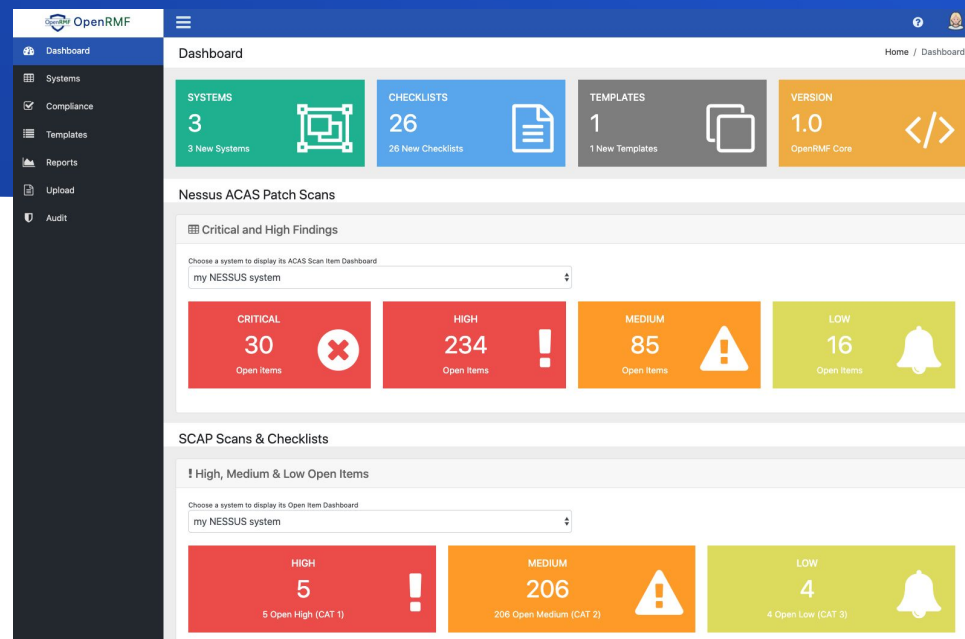 OpenRMF OpenRMF
Dashboard
Systems
Compliance
Templates
Reports
Upload
Audit
Dashboard
Home / Dashboard
SYSTEMS
3
3 New Systems
CHECKLISTS
26
26 New Checklists
TEMPLATES
1
1 New Templates
VERSION
1.0
OpenRMF Core
Nessus ACAS Patch Scans
Critical and High Findings
Choose a system to display its ACAS Scan Item Dashboard
my NESSUS system
CRITICAL
30
Open items
HIGH
234
Open Items
MEDIUM
85
Open Items
LOW
16
Open Items
SCAP Scans & Checklists
High, Medium & Low Open Items
Choose a system to display its Open Item Dashboard
my NESSUS system
HIGH
5
5 Open High (CAT 1)
MEDIUM
206
206 Open Medium (CAT 2)
LOW
4
4 Open Low (CAT 3)